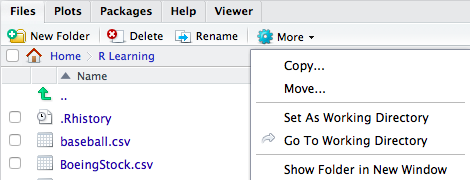 Files Plots Packages Help Viewer
New Folder Delete Rename More
Home R Learning
Name
..
.Rhistory
baseball.csv
BoeingStock.csv
Copy...
Move...
Set As Working Directory
Go To Working Directory
Show Folder in New Window